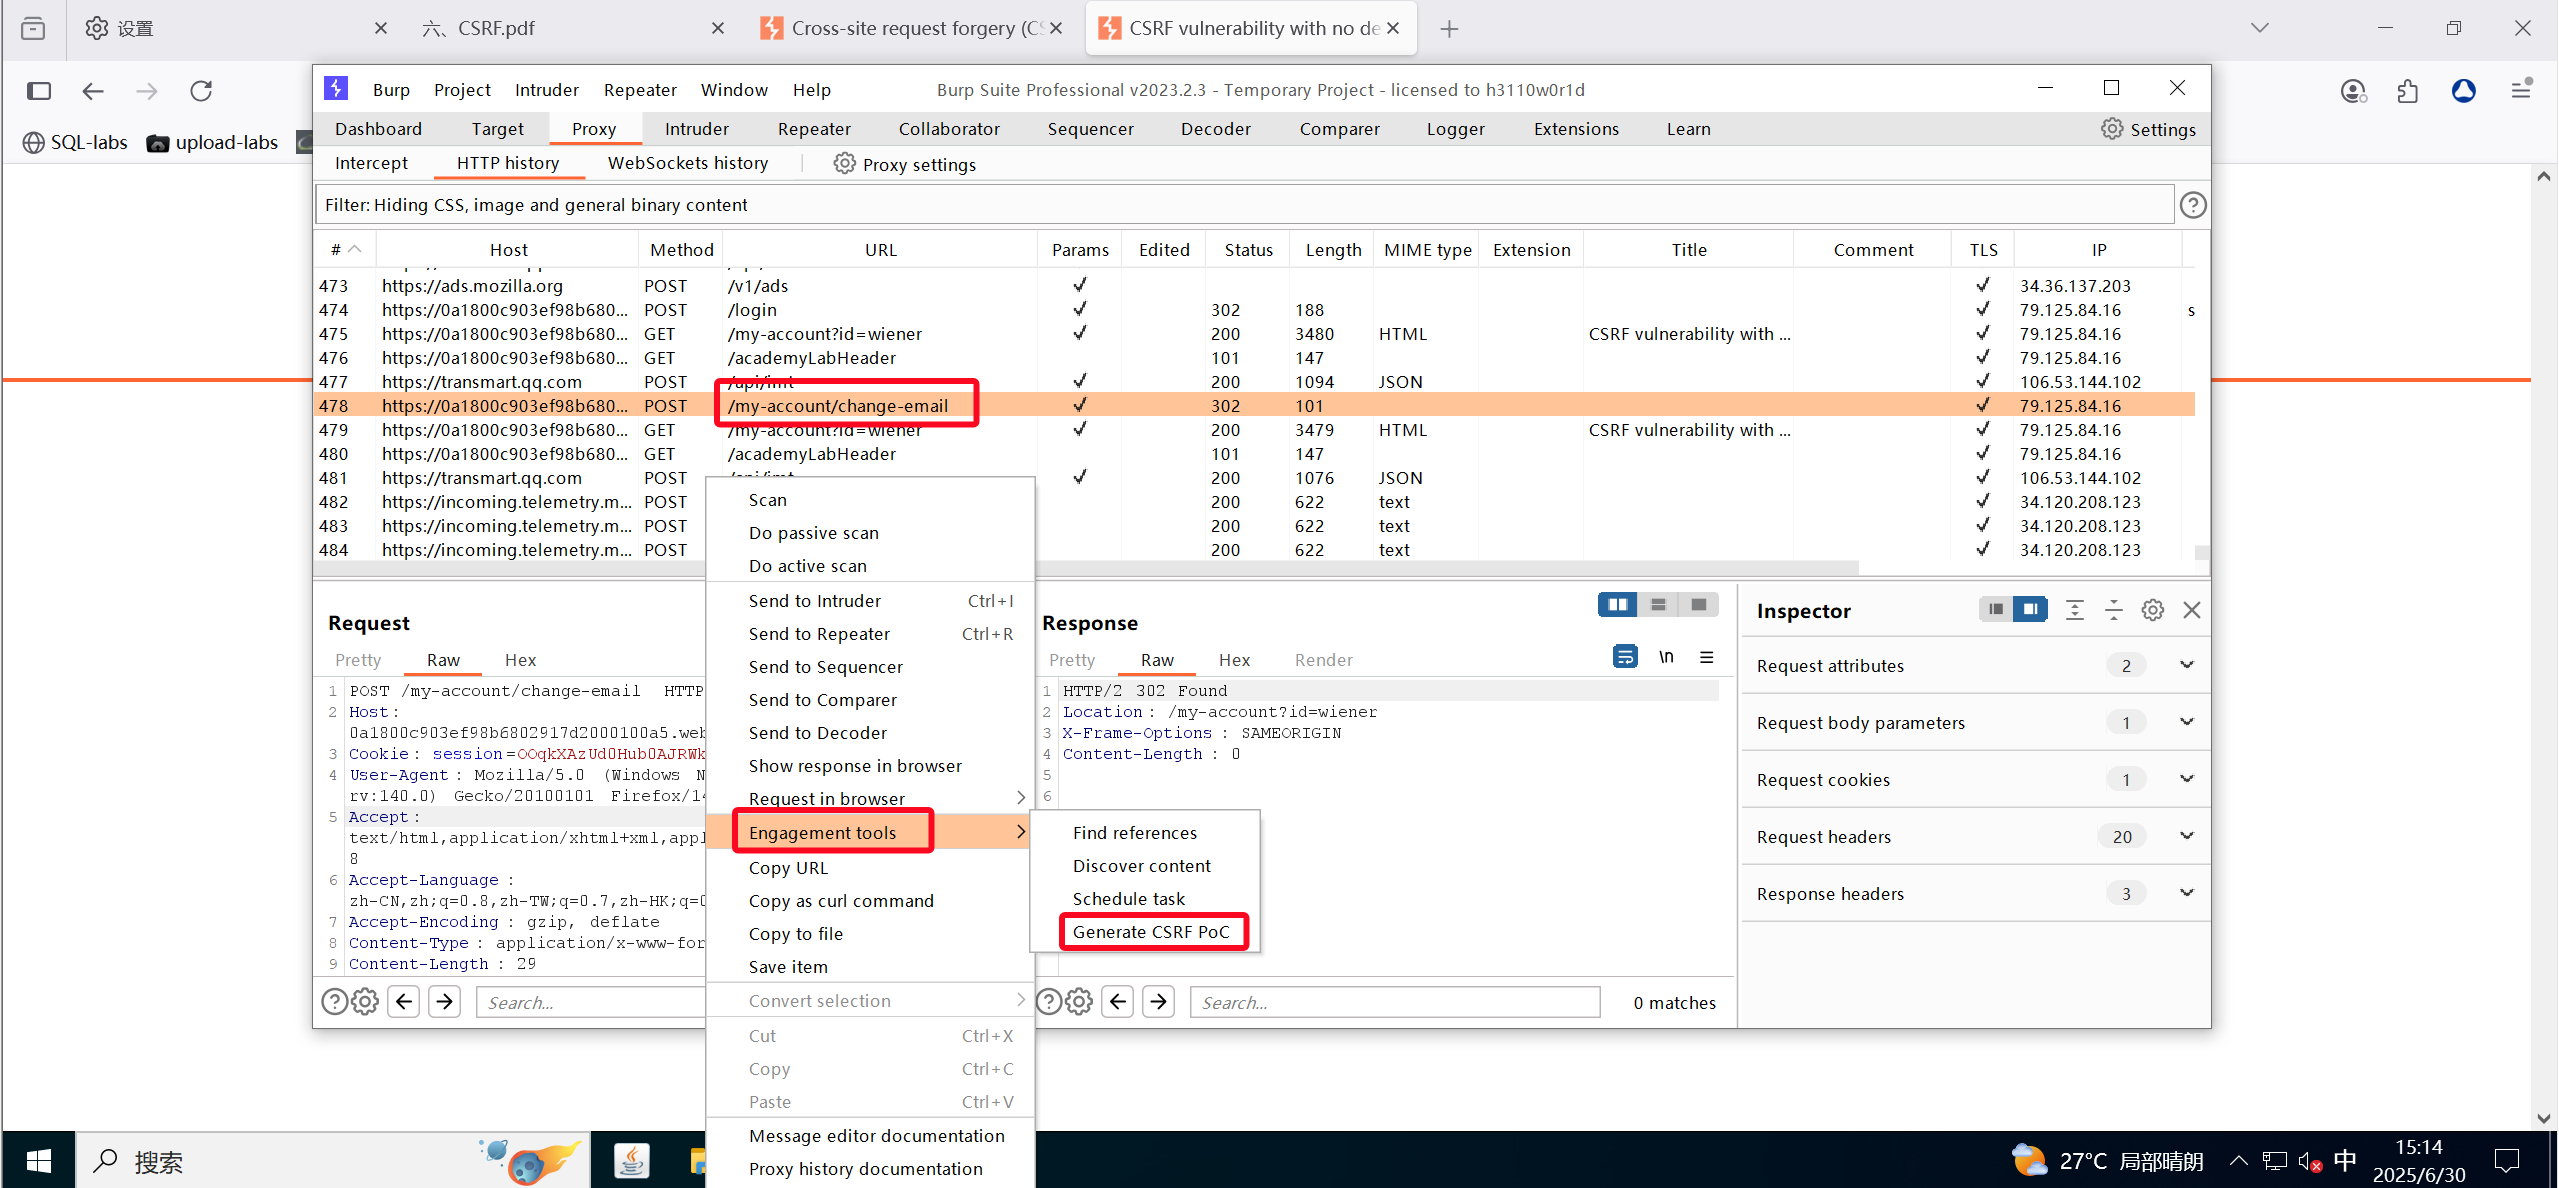 设置
六、CSRF.pdf
Cross-site request forgery (CS
CSRF vulnerability with no de
SQL-labs
upload-labs
Burp Project Intruder Repeater Window Help
Burp Suite Professional v2023.2.3 - Temporary Project - licensed to h3110w0r1d
Dashboard Target Proxy Intruder Repeater Collaborator Sequencer Decoder Comparer Logger Extensions Learn Settings
Intercept HTTP history WebSockets history Proxy settings
Filter: Hiding CSS, image and general binary content
# Host Method URL Params Edited Status Length MIME type Extension Title Comment TLS IP
473 https://ads.mozilla.org POST /v1/ads ✓ ✓ 34.36.137.203
474 https://0a1800c903ef98b680... POST /login ✓ 302 188 ✓ 79.125.84.16 s
475 https://0a1800c903ef98b680... GET /my-account?id=wiener ✓ 200 3480 HTML CSRF vulnerability with ... ✓ 79.125.84.16
476 https://0a1800c903ef98b680... GET /academyLabHeader 101 147 ✓ 79.125.84.16
477 https://transmart.qq.com POST /api/imt ✓ 200 1094 JSON ✓ 106.53.144.102
478 https://0a1800c903ef98b680... POST /my-account/change-email ✓ 302 101 ✓ 79.125.84.16
479 https://0a1800c903ef98b680... GET /my-account?id=wiener ✓ 200 3479 HTML CSRF vulnerability with ... ✓ 79.125.84.16
480 https://0a1800c903ef98b680... GET /academyLabHeader 101 147 ✓ 79.125.84.16
481 https://transmart.qq.com POST /api/imt ✓ 200 1076 JSON ✓ 106.53.144.102
482 https://incoming.telemetry.m... POST 200 622 text ✓ 34.120.208.123
483 https://incoming.telemetry.m... POST 200 622 text ✓ 34.120.208.123
484 https://incoming.telemetry.m... POST 200 622 text ✓ 34.120.208.123
Request
Pretty Raw Hex
1 POST /my-account/change-email HTTP
2 Host:
0a1800c903ef98b6802917d2000100a5.web
3 Cookie: session=OOqkXAzUd0Hub0AJRWk
4 User-Agent: Mozilla/5.0 (Windows N
rv:140.0) Gecko/20100101 Firefox/14
5 Accept:
text/html,application/xhtml+xml,appl
8
6 Accept-Language:
zh-CN,zh;q=0.8,zh-TW;q=0.7,zh-HK;q=0
7 Accept-Encoding: gzip, deflate
8 Content-Type: application/x-www-for
9 Content-Length: 29
Search...
Scan
Do passive scan
Do active scan
Send to Intruder Ctrl+I
Send to Repeater Ctrl+R
Send to Sequencer
Send to Comparer
Send to Decoder
Show response in browser
Request in browser
Engagement tools
Copy URL
Copy as curl command
Copy to file
Save item
Convert selection
Cut Ctrl+X
Copy Ctrl+C
Paste Ctrl+V
Message editor documentation
Proxy history documentation
Find references
Discover content
Schedule task
Generate CSRF PoC
Response
Pretty Raw Hex Render
\n
1 HTTP/2 302 Found
2 Location: /my-account?id=wiener
3 X-Frame-Options: SAMEORIGIN
4 Content-Length: 0
5
6
Search...
0 matches
Inspector
Request attributes 2
Request body parameters 1
Request cookies 1
Request headers 20
Response headers 3
搜索
27°C 局部晴朗
中
15:14
2025/6/30